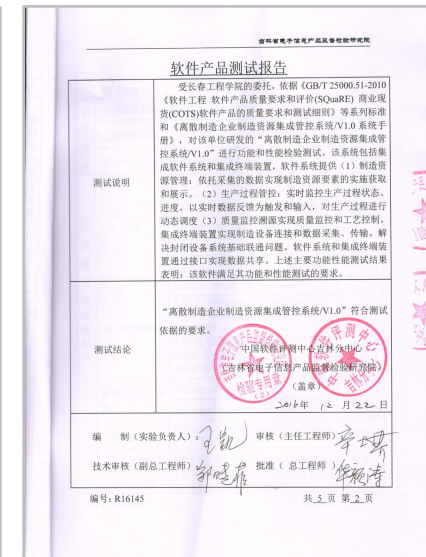 吉林省电子信息产品监督检验研究院
软件产品测试报告
受长春工程学院的委托，依据《GB/T 25000.51-2010
《软件工程 软件产品质量要求和评价(SQuaRE) 商业现
货(COTS)软件产品的质量要求和测试细则》等系列标准
和《离散制造企业制造资源集成管控系统/V1.0 系统手
册》，对该单位研发的“离散制造企业制造资源集成管
控系统/V1.0”进行功能和性能检验测试。该系统包括集
成软件系统和集成终端装置，软件系统提供（1）制造资
源管理：依托采集的数据实现制造资源要素的实施获取
和展示。（2）生产过程管控：实时监控生产过程状态、
进度，以实时数据反馈为触发和输入，对生产过程进行
动态调度（3）质量监控溯源实现质量监控和工艺控制。
集成终端装置实现制造设备连接和数据采集、传输，解
决封闭设备系统基础联通问题，软件系统和集成终端装
置通过接口实现数据共享。上述主要功能性能测试结果
表明：该软件满足其功能和性能测试的要求。
测试说明
“离散制造企业制造资源集成管控系统/V1.0”符合测试
依据的要求。
测试结论
中国软件评测中心吉林分中心
（吉林省电子信息产品监督检验研究院）
检验专用章
（盖章）
2016年 12 月 22 日
编 制（实验负责人）： 审核（主任工程师）
技术审核（副总工程师） 批准（ 总工程师 ）
编号：R16145 共 5 页 第 2 页